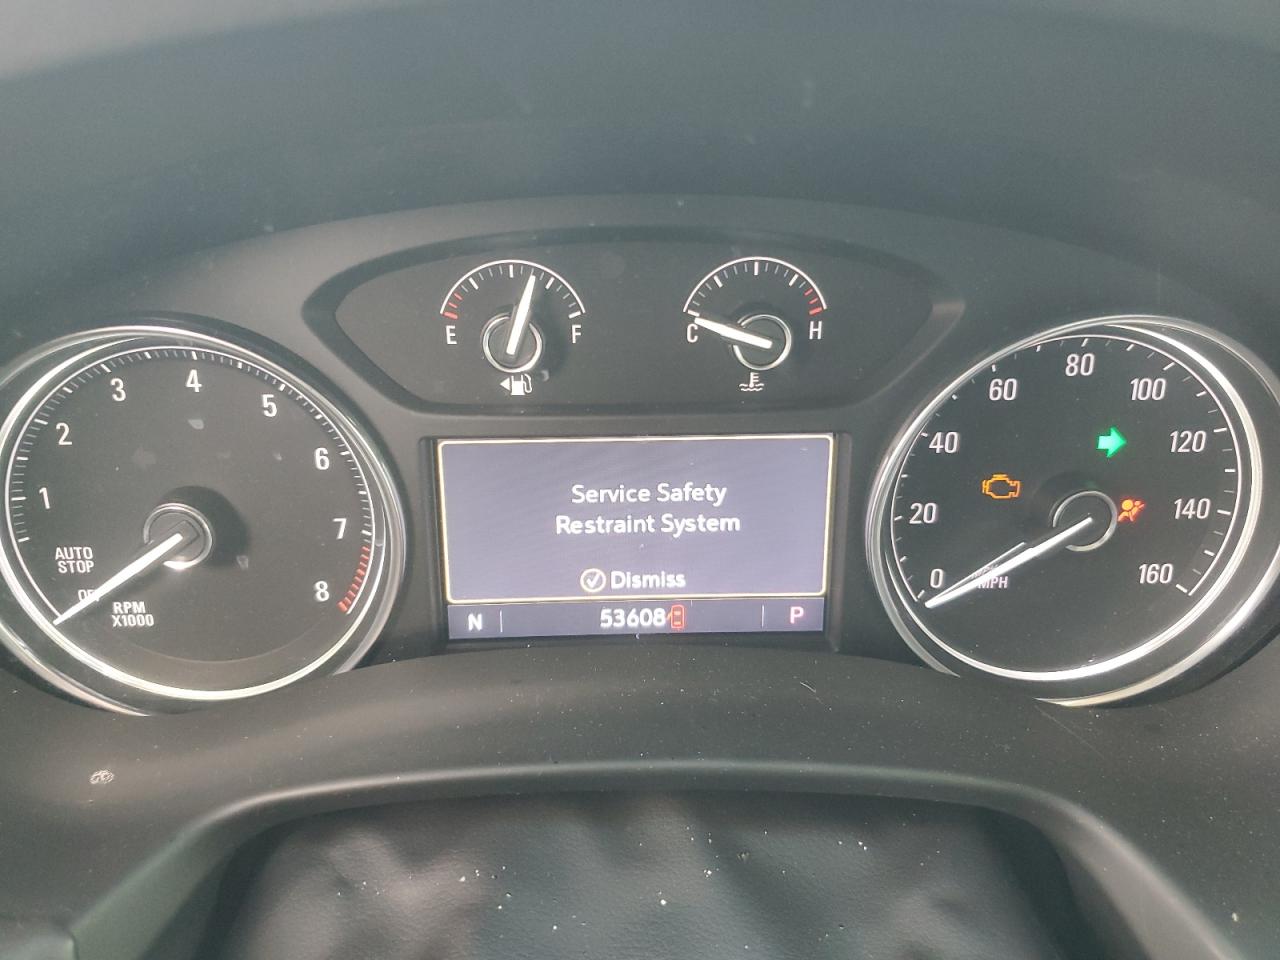 E F
C H
1 2 3 4 5 6 7 8
AUTO
STOP
RPM
X1000
Service Safety
Restraint System
Dismiss
N 53608 P
0 20 40 60 80 100 120 140 160
MPH